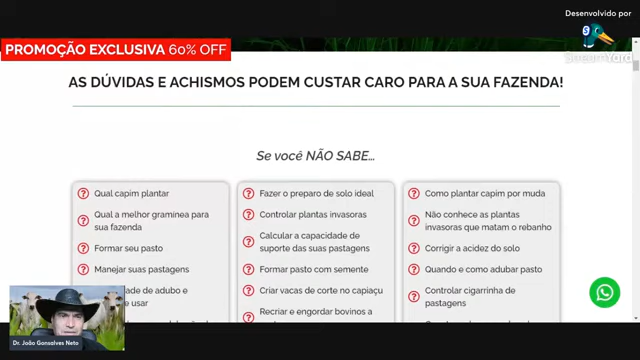 Desenvolvido por
StreamYard
PROMOÇÃO EXCLUSIVA 60% OFF
AS DÚVIDAS E ACHISMOS PODEM CUSTAR CARO PARA A SUA FAZENDA!
Se você NÃO SABE...
Qual capim plantar
Qual a melhor gramínea para
sua fazenda
Formar seu pasto
Manejar suas pastagens
dade de adubo e
e usar
Fazer o preparo de solo ideal
Controlar plantas invasoras
Calcular a capacidade de
suporte das suas pastagens
Formar pasto com semente
Criar vacas de corte no capiaçu
Recriar e engordar bovinos a
Como plantar capim por muda
Não conhece as plantas
invasoras que matam o rebanho
Corrigir a acidez do solo
Quando e como adubar pasto
Controlar cigarrinha de
pastagens
Dr. João Gonsalves Neto